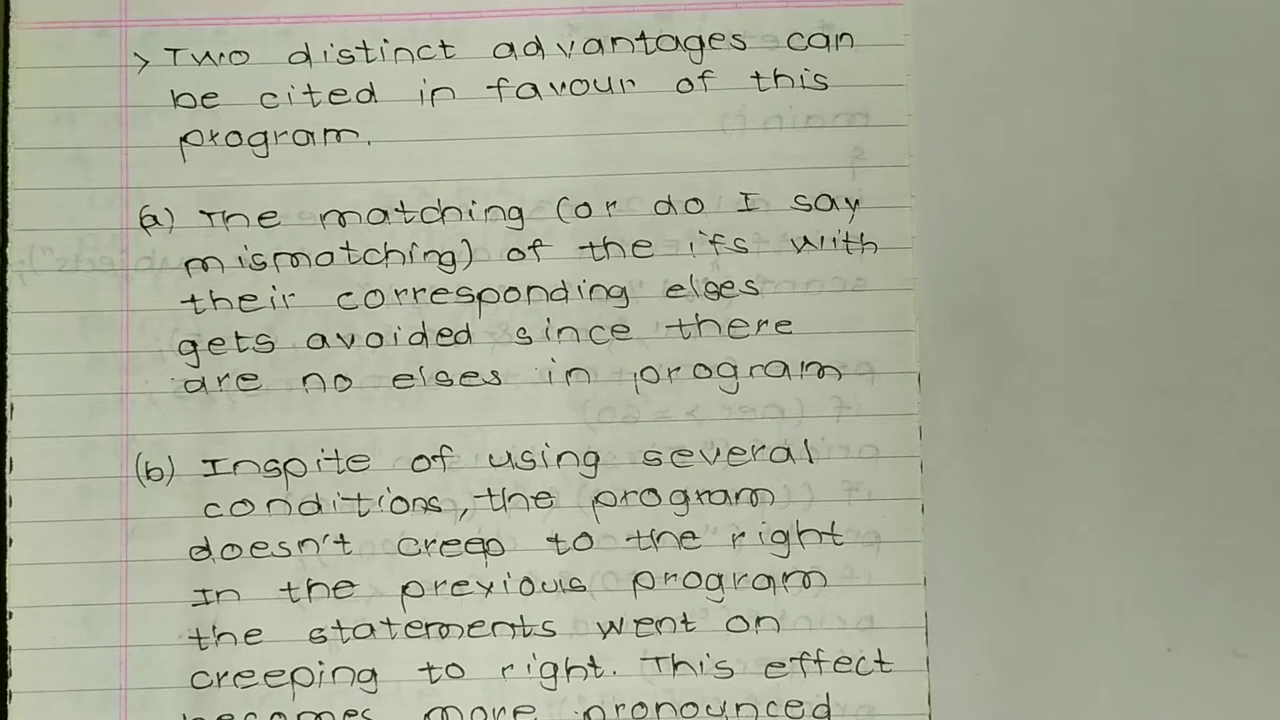 > Two distinct advantages can
be cited in favour of this
program.
(a) The matching (or do I say
mismatching) of the ifs with
their corresponding elses
gets avoided since there
are no elses in program
(b) Inspite of using several
conditions, the program
doesn't creep to the right
In the previous program
the statements went on
creeping to right. This effect
becomes more pronounced